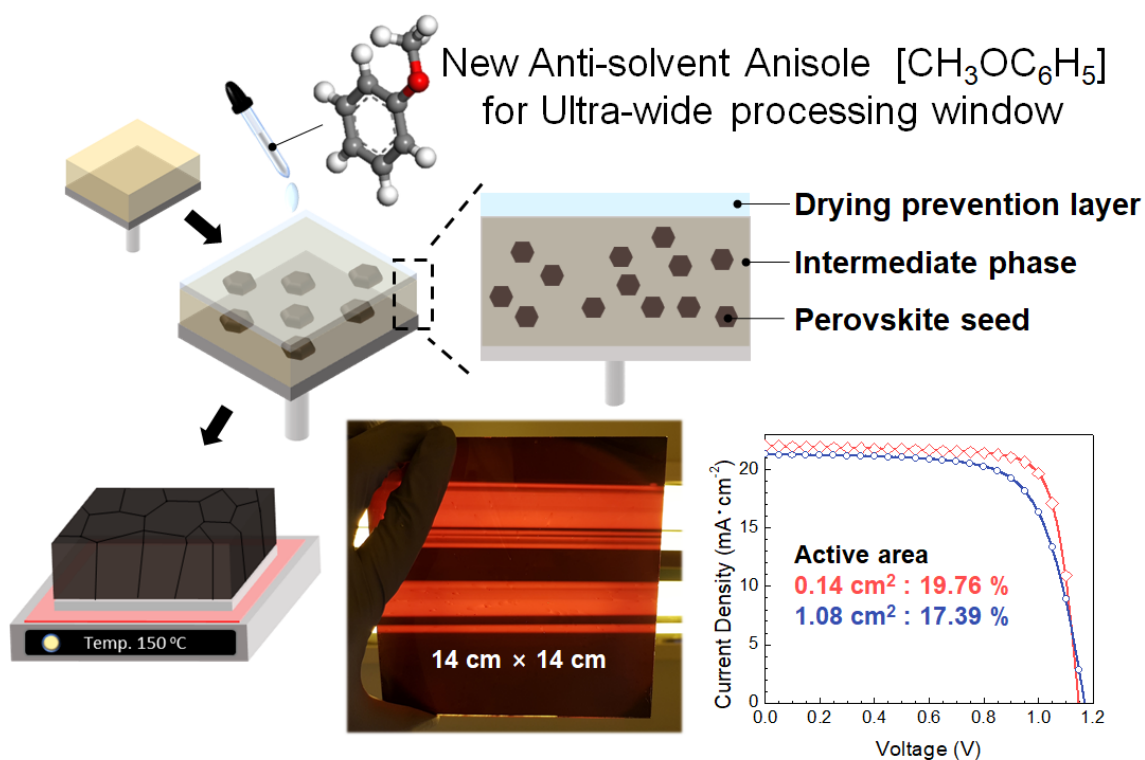 New Anti-solvent Anisole [CH₃OC₆H₅]
for Ultra-wide processing window
Drying prevention layer
Intermediate phase
Perovskite seed
Temp. 150 ⁰C
14 cm × 14 cm
Current Density (mA·cm⁻²)
20
15
10
5
0
Active area
0.14 cm² : 19.76 %
1.08 cm² : 17.39 %
0.0 0.2 0.4 0.6 0.8 1.0 1.2
Voltage (V)